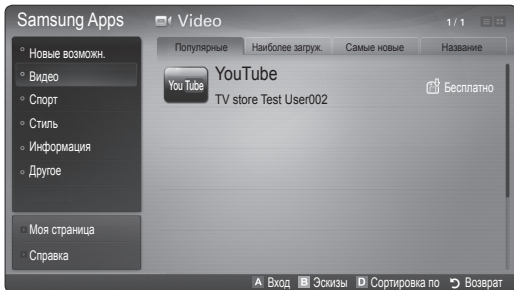 Samsung Apps
Video
1/1
Новые возможн.
Видео
Спорт
Стиль
Информация
Другое
Моя страница
Справка
Популярные
Наиболее загруж.
Самые новые
Название
You Tube
YouTube
TV store Test User002
Бесплатно
A Вход B Эскизы D Сортировка по Возврат